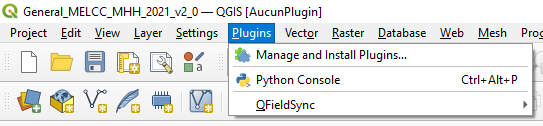 General_MELCC_MHH_2021_v2_0 — QGIS [AucunPlugin]
Project Edit View Layer Settings Plugins Vector Raster Database Web Mesh Pro
Manage and Install Plugins...
Python Console Ctrl+Alt+P
QFieldSync